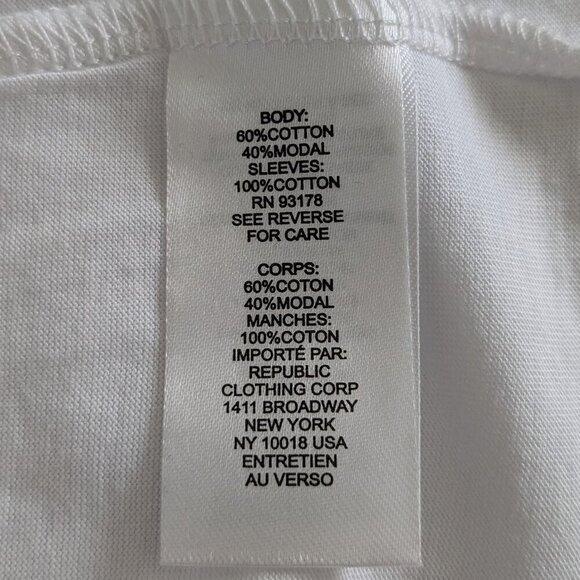 BODY:
60%COTTON
40%MODAL
SLEEVES:
100%COTTON
RN 93178
SEE REVERSE
FOR CARE
CORPS:
60%COTON
40%MODAL
MANCHES:
100%COTON
IMPORTÉ PAR:
REPUBLIC
CLOTHING CORP
1411 BROADWAY
NEW YORK
NY 10018 USA
ENTRETIEN
AU VERSO